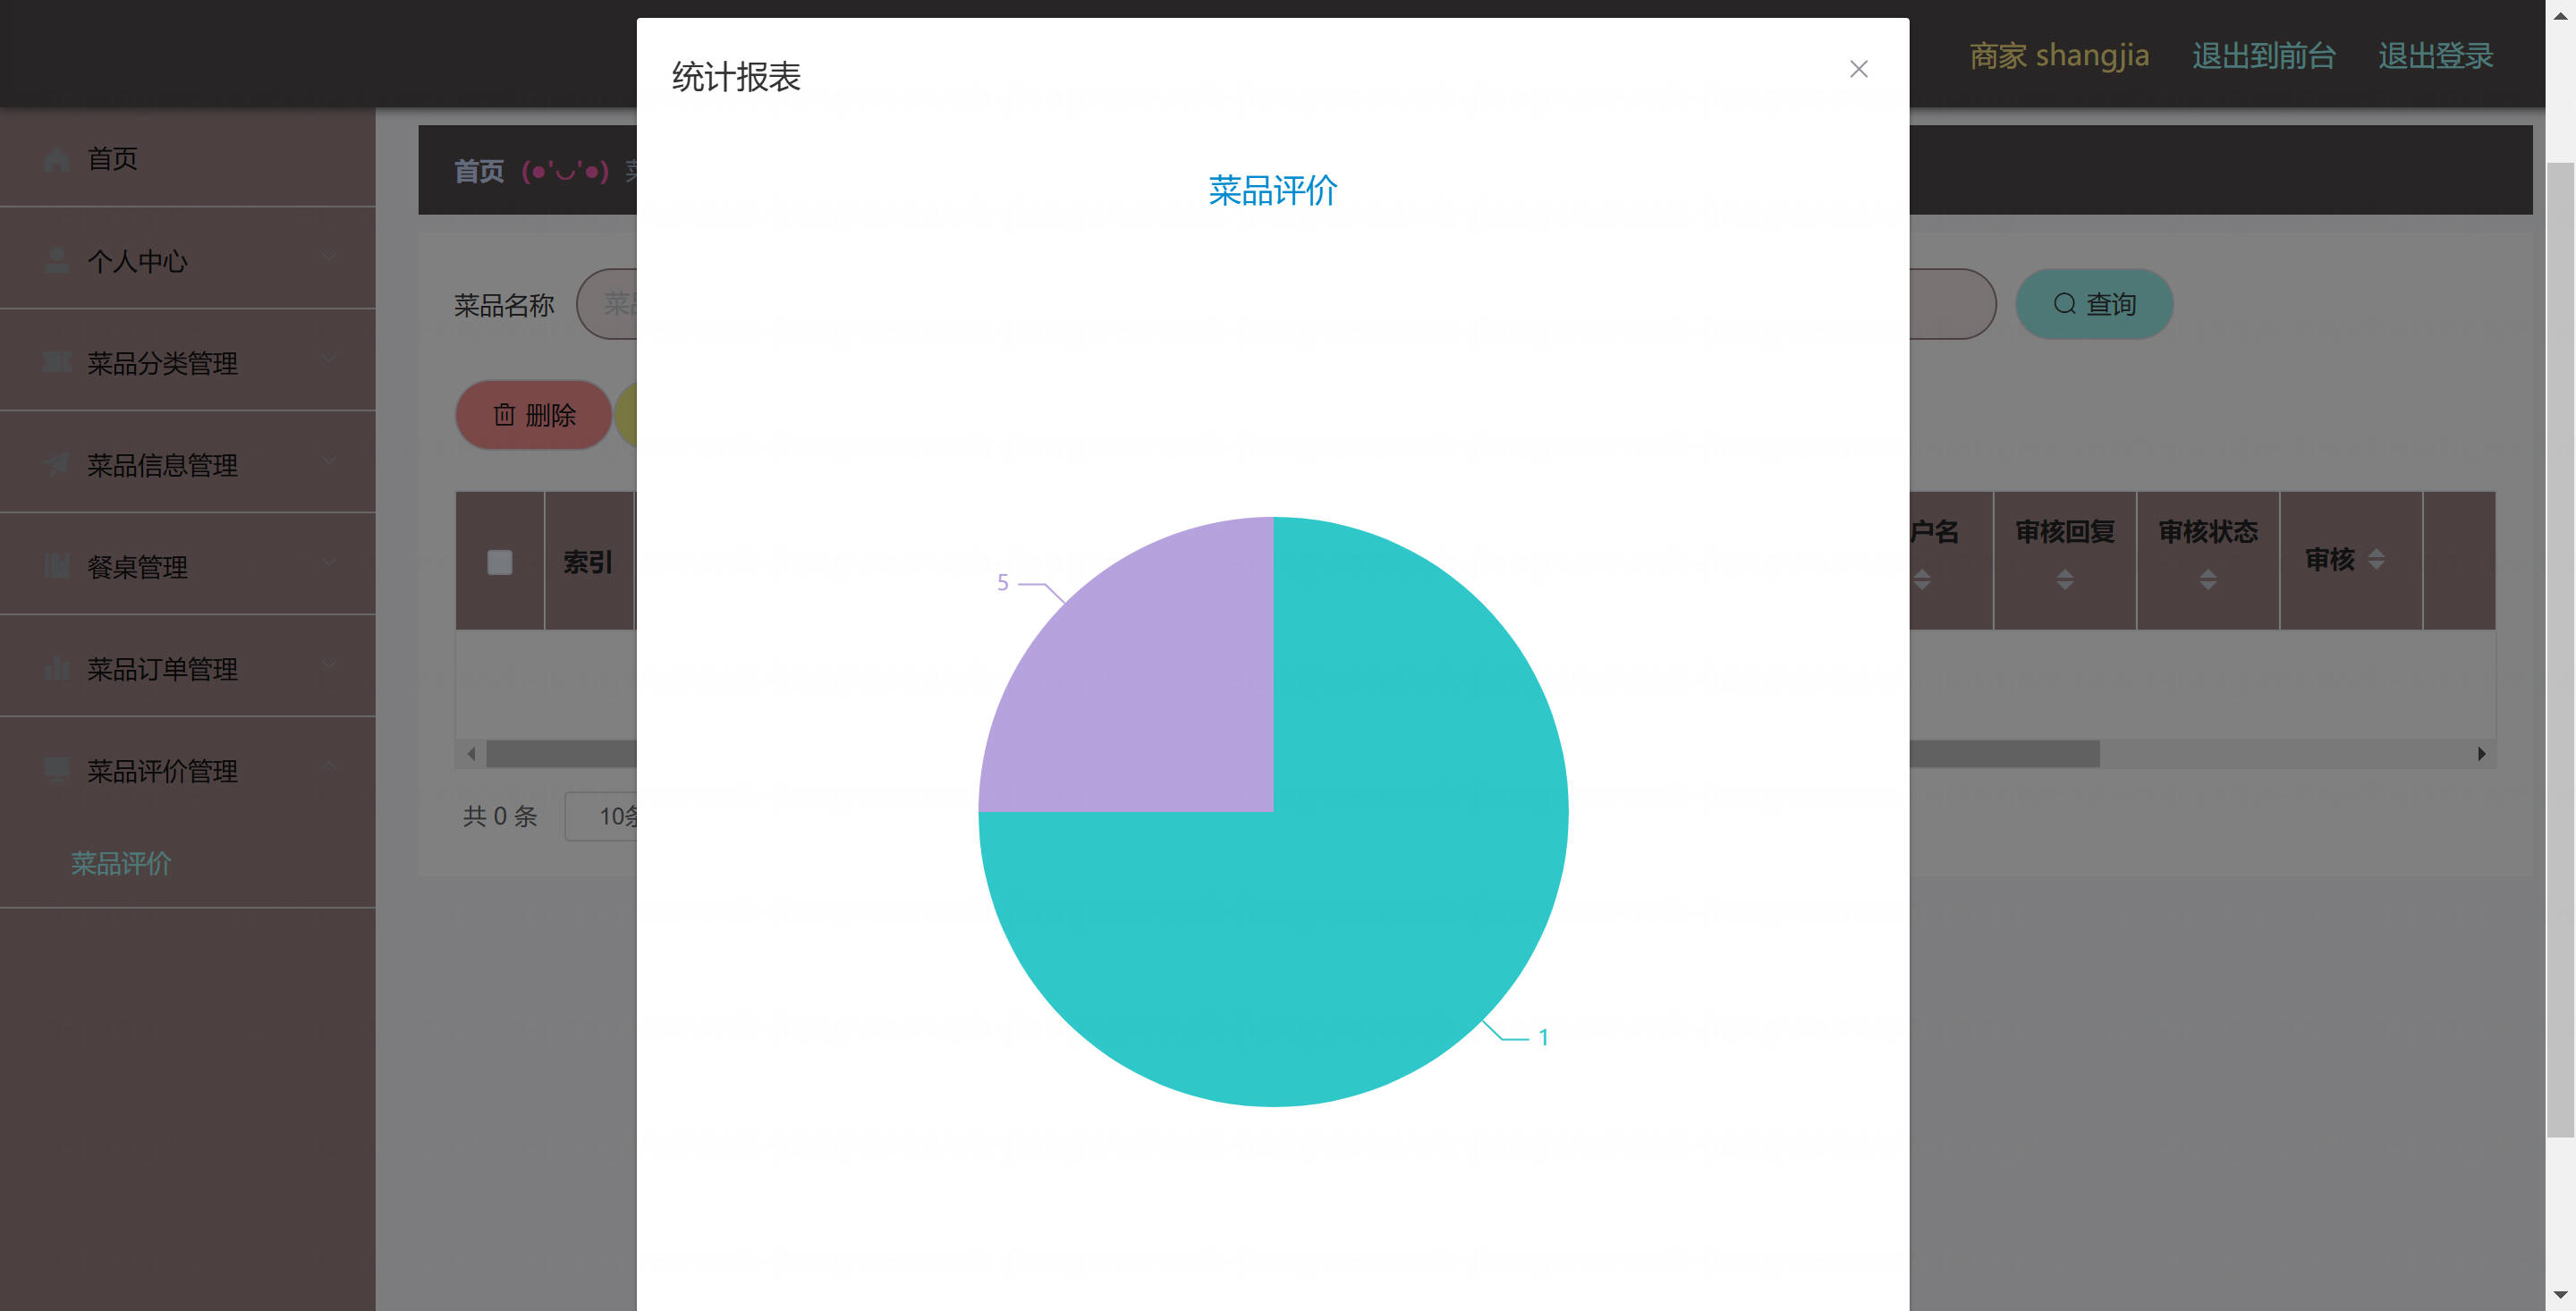 商家 shangjia 退出到前台 退出登录
统计报表
首页
个人中心
菜品分类管理
菜品信息管理
餐桌管理
菜品订单管理
菜品评价管理
菜品评价
首页 (●'◡'●)
菜品名称
查询
删除
索引
户名 审核回复 审核状态 审核
共 0 条 10条
菜品评价
5
1